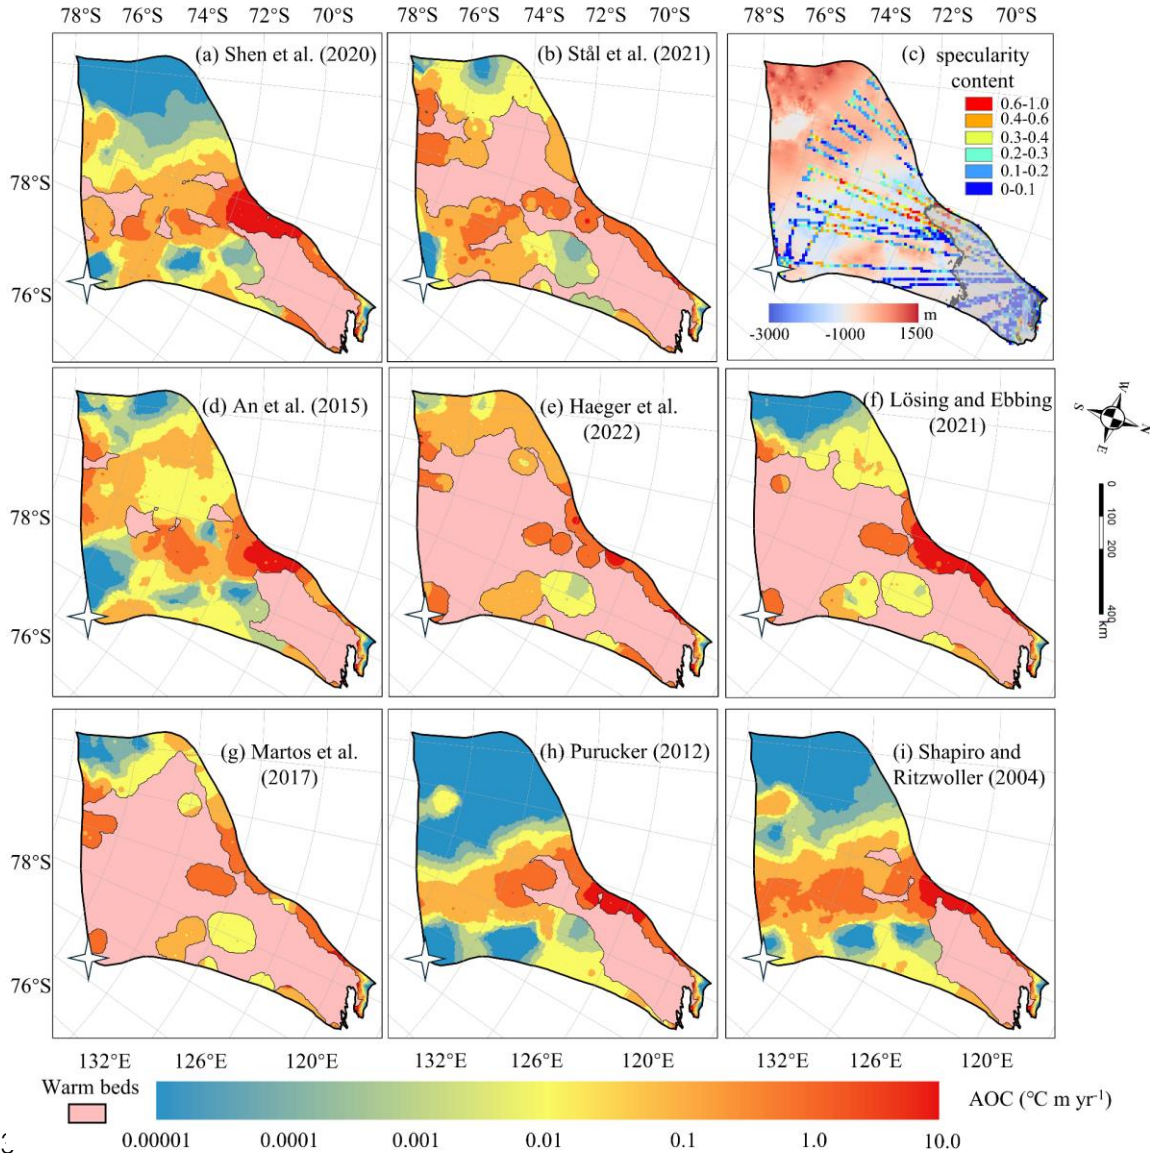 78°S 76°S 74°S 72°S 70°S 78°S 76°S 74°S 72°S 70°S 78°S 76°S 74°S 72°S 70°S
(a) Shen et al. (2020)
(b) Stål et al. (2021)
(c) specularity
content
0.6-1.0
0.4-0.6
0.3-0.4
0.2-0.3
0.1-0.2
0-0.1
m
-3000 -1000 1500
78°S
76°S
(d) An et al. (2015)
(e) Haeger et al.
(2022)
(f) Lösing and Ebbing
(2021)
78°S
76°S
W
S
N
E
0
100
200
400
km
(g) Martos et al.
(2017)
(h) Purucker (2012)
(i) Shapiro and
Ritzwoller (2004)
78°S
76°S
132°E 126°E 120°E 132°E 126°E 120°E 132°E 126°E 120°E
Warm beds
AOC (°C m yr⁻¹)
0.00001 0.0001 0.001 0.01 0.1 1.0 10.0